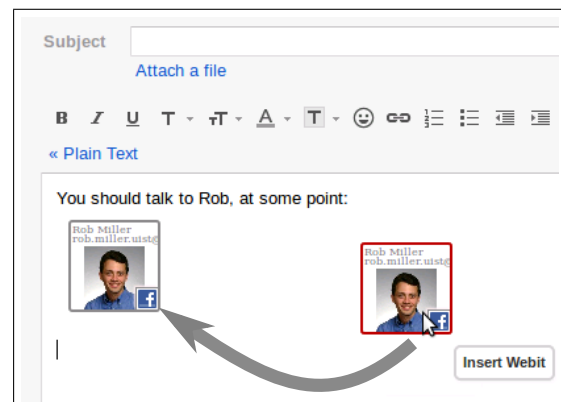 Subject
Attach a file
B I U T T A T
« Plain Text
You should talk to Rob, at some point:
Rob Miller
rob.miller.uist@
f
Rob Miller
rob.miller.uist@
f
Insert Webit